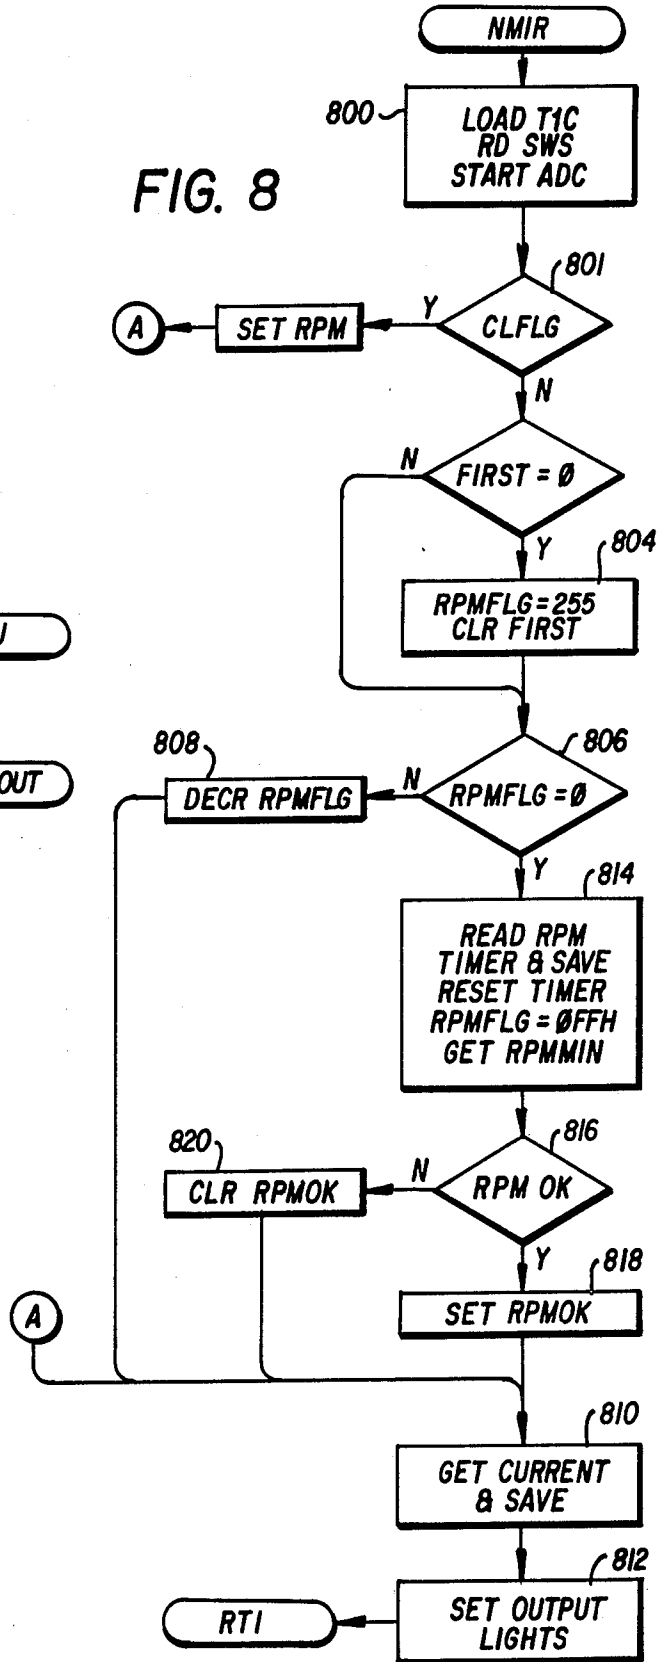 NMIR
800
LOAD T1C
RD SWS
START ADC
FIG. 8
801
CLFLG
Y
SET RPM
A
N
FIRST = Ø
N
Y
804
RPMFLG = 255
CLR FIRST
806
RPMFLG = Ø
N
808
DECR RPMFLG
OUT
Y
814
READ RPM
TIMER & SAVE
RESET TIMER
RPMFLG = ØFFH
GET RPMMIN
816
RPM OK
N
820
CLR RPMOK
Y
818
SET RPMOK
A
810
GET CURRENT
& SAVE
812
SET OUTPUT
LIGHTS
RTI